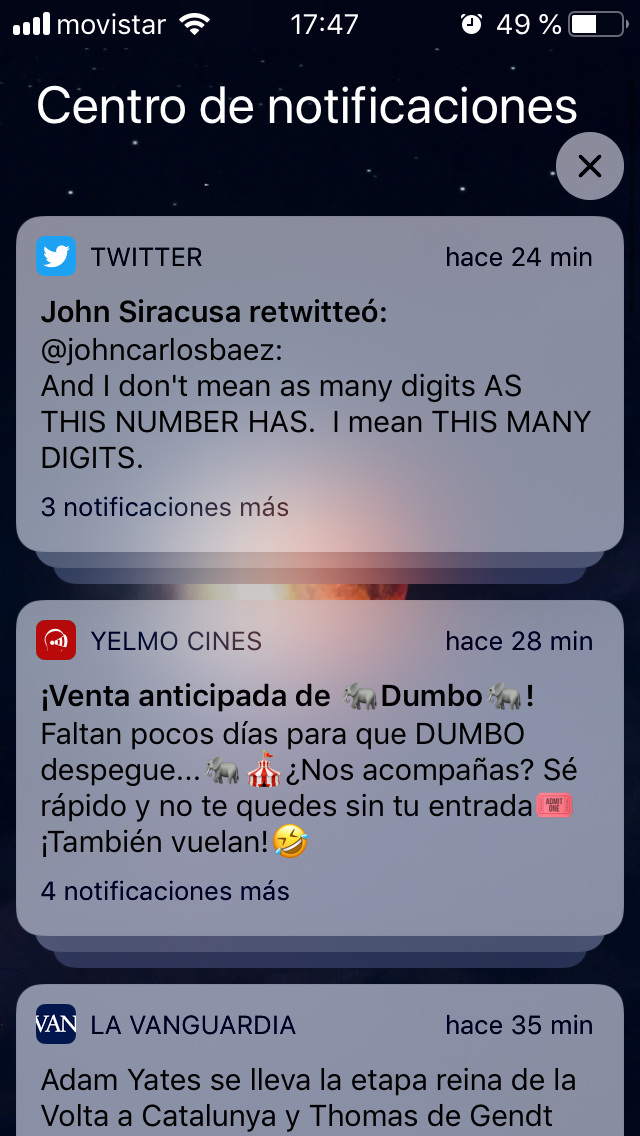 movistar 17:47 49 %
Centro de notificaciones
TWITTER hace 24 min
John Siracusa retwitteó:
@johncarlosbaez:
And I don't mean as many digits AS
THIS NUMBER HAS.  I mean THIS MANY
DIGITS.
3 notificaciones más
YELMO CINES hace 28 min
¡Venta anticipada de 🐘Dumbo🐘!
Faltan pocos días para que DUMBO
despegue...🐘🎪¿Nos acompañas? Sé
rápido y no te quedes sin tu entrada🎟
¡También vuelan!🤣
4 notificaciones más
VAN LA VANGUARDIA hace 35 min
Adam Yates se lleva la etapa reina de la
Volta a Catalunya y Thomas de Gendt